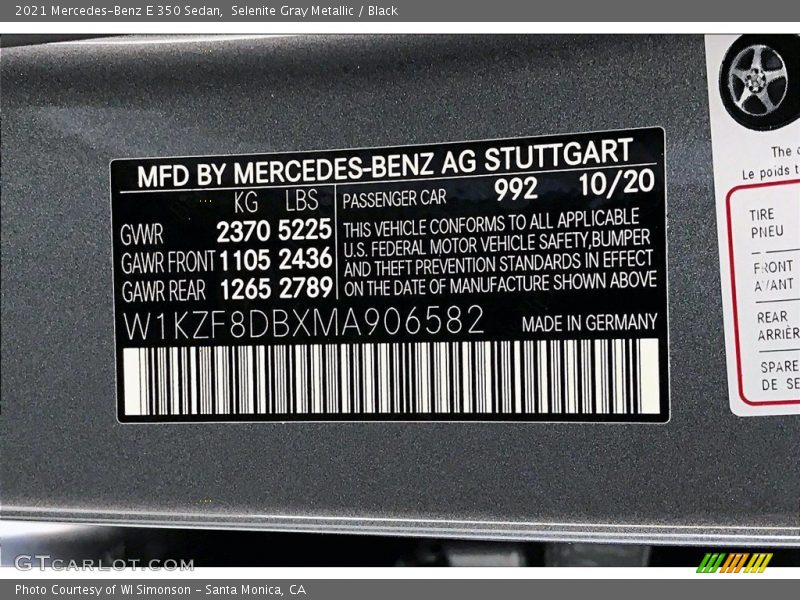 2021 Mercedes-Benz E 350 Sedan, Selenite Gray Metallic / Black
MFD BY MERCEDES-BENZ AG STUTTGART
KG LBS
GVWR 2370 5225
GAWR FRONT 1105 2436
GAWR REAR 1265 2789
PASSENGER CAR 992 10/20
THIS VEHICLE CONFORMS TO ALL APPLICABLE
U.S. FEDERAL MOTOR VEHICLE SAFETY,BUMPER
AND THEFT PREVENTION STANDARDS IN EFFECT
ON THE DATE OF MANUFACTURE SHOWN ABOVE
W1KZF8DBXMA906582
MADE IN GERMANY
The
Le poids
TIRE
PNEU
FRONT
AVANT
REAR
ARRIÈR
SPARE
DE SE
GTCARLOT.COM
Photo Courtesy of WI Simonson - Santa Monica, CA